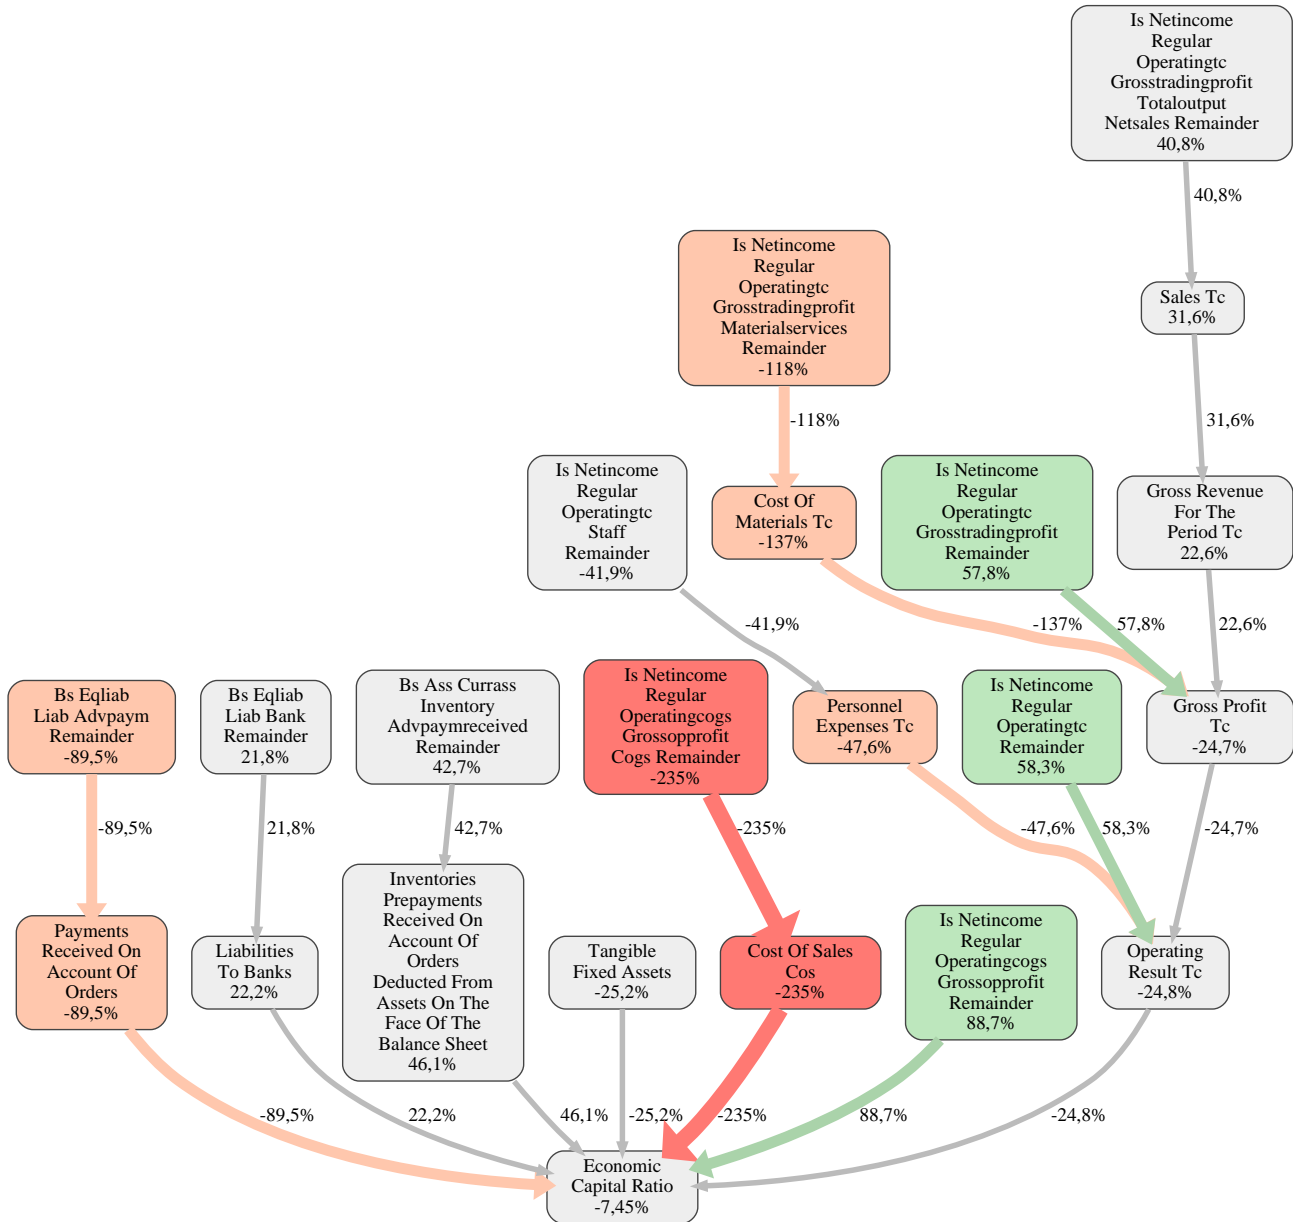 Is Netincome
Regular
Operatingtc
Grosstradingprofit
Totaloutput
Netsales Remainder
40,8%
40,8%
Is Netincome
Regular
Operatingtc
Grosstradingprofit
Materialservices
Remainder
-118%
Sales Tc
31,6%
-118%
31,6%
Is Netincome
Regular
Operatingtc
Staff
Remainder
-41,9%
Cost Of
Materials Tc
-137%
Is Netincome
Regular
Operatingtc
Grosstradingprofit
Remainder
57,8%
Gross Revenue
For The
Period Tc
22,6%
-41,9%
-137%
57,8%
22,6%
Bs Eqliab
Liab Advpaym
Remainder
-89,5%
Bs Eqliab
Liab Bank
Remainder
21,8%
Bs Ass Currass
Inventory
Advpaymreceived
Remainder
42,7%
Is Netincome
Regular
Operatingcogs
Grossopprofit
Cogs Remainder
-235%
Personnel
Expenses Tc
-47,6%
Is Netincome
Regular
Operatingtc
Remainder
58,3%
Gross Profit
Tc
-24,7%
-89,5%
21,8%
42,7%
-235%
-47,6%
58,3%
-24,7%
Payments
Received On
Account Of
Orders
-89,5%
Liabilities
To Banks
22,2%
Inventories
Prepayments
Received On
Account Of
Orders
Deducted From
Assets On The
Face Of The
Balance Sheet
46,1%
Tangible
Fixed Assets
-25,2%
Cost Of Sales
Cos
-235%
Is Netincome
Regular
Operatingcogs
Grossopprofit
Remainder
88,7%
Operating
Result Tc
-24,8%
-89,5%
22,2%
46,1%
-25,2%
-235%
88,7%
-24,8%
Economic
Capital Ratio
-7,45%